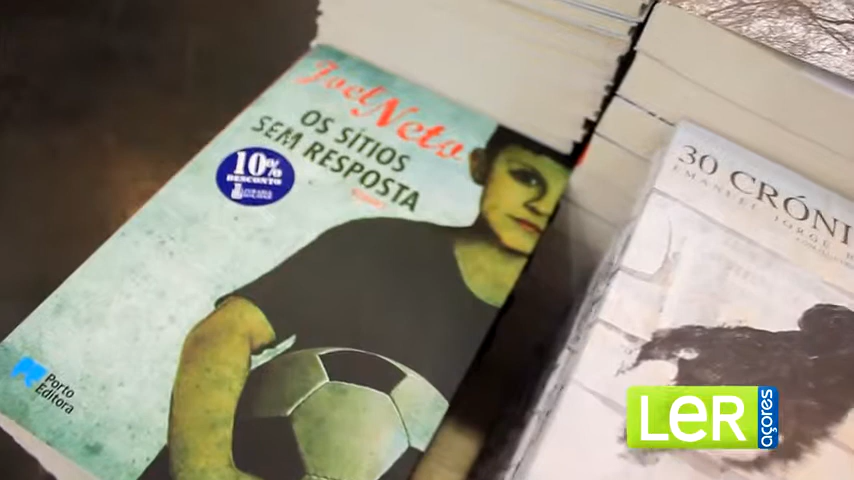 Joel Neto
OS SÍTIOS
SEM RESPOSTA
10%
DESCONTO
Porto
Editora
30 CRÓNI
EMANUEL JORGE
LeR
açores